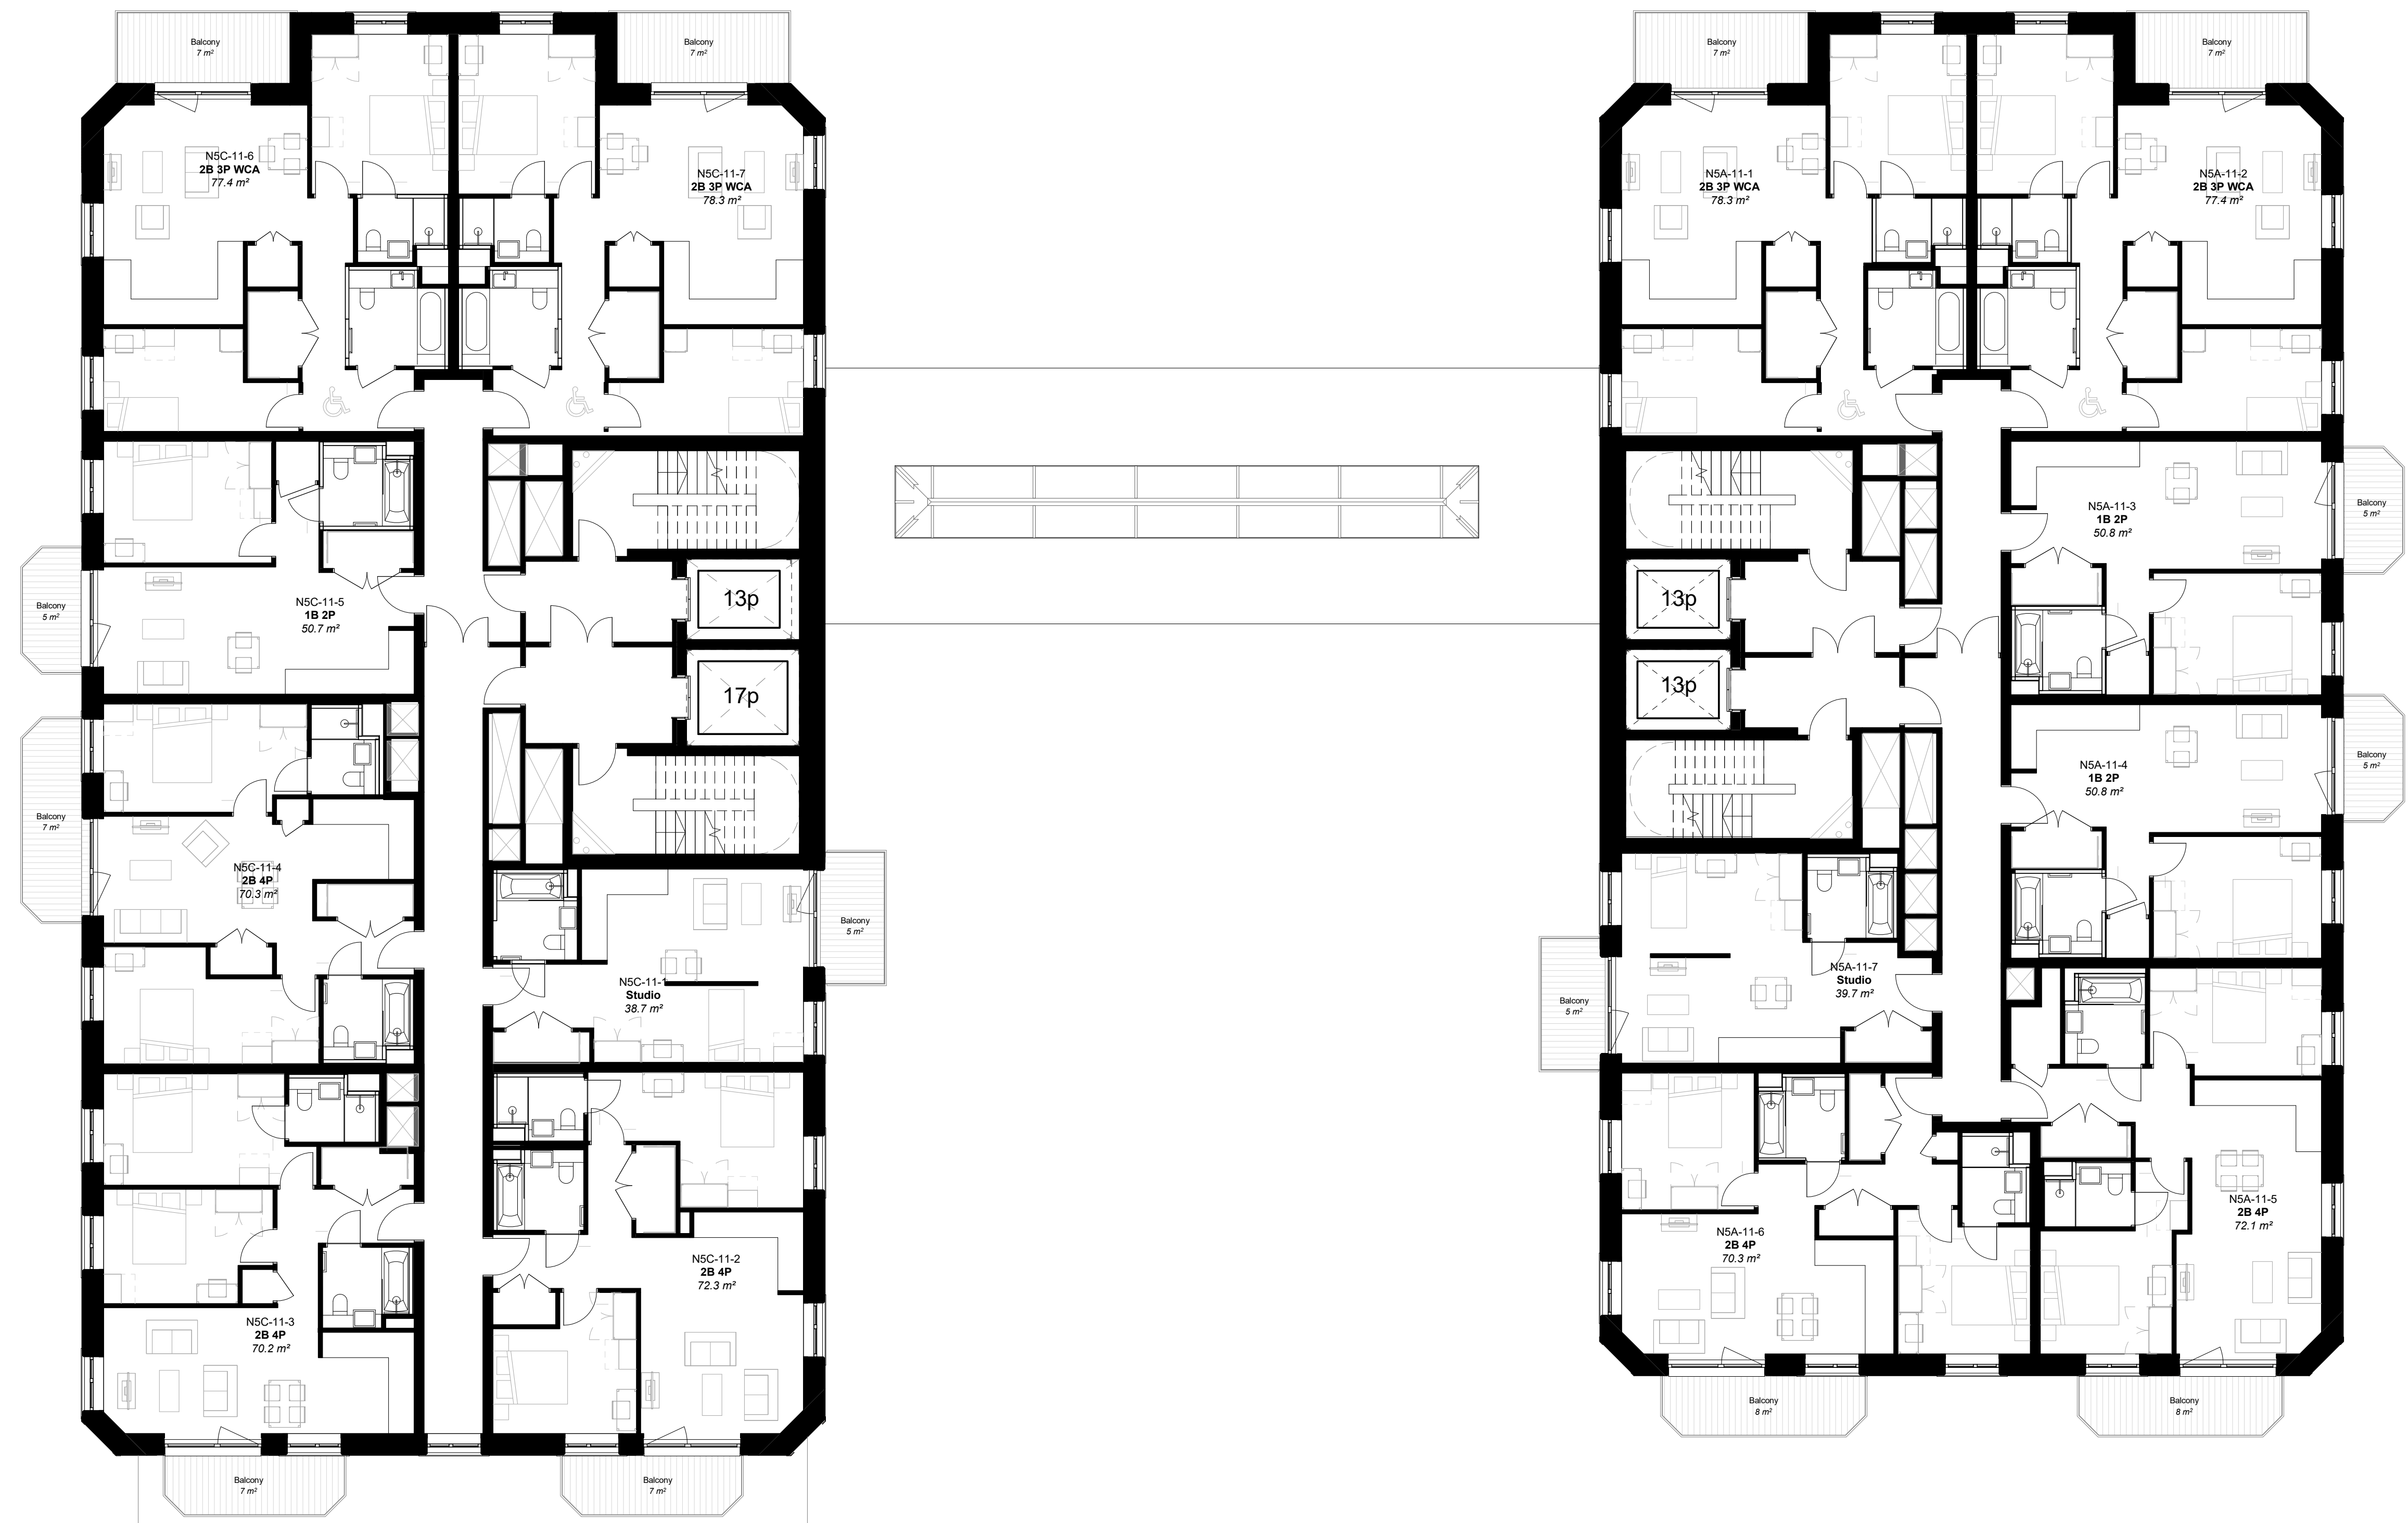 Balcony
7 m²
Balcony
7 m²
Balcony
7 m²
Balcony
7 m²
N5C-11-6
2B 3P WCA
77.4 m²
N5C-11-7
2B 3P WCA
78.3 m²
N5A-11-1
2B 3P WCA
78.3 m²
N5A-11-2
2B 3P WCA
77.4 m²
Balcony
5 m²
N5C-11-5
1B 2P
50.7 m²
13p
17p
13p
13p
N5A-11-3
1B 2P
50.8 m²
Balcony
5 m²
Balcony
7 m²
N5C-11-4
2B 4P
70.3 m²
N5A-11-4
1B 2P
50.8 m²
Balcony
5 m²
N5C-11-1
Studio
38.7 m²
Balcony
5 m²
Balcony
5 m²
N5A-11-7
Studio
39.7 m²
N5C-11-3
2B 4P
70.2 m²
N5C-11-2
2B 4P
72.3 m²
N5A-11-6
2B 4P
70.3 m²
N5A-11-5
2B 4P
72.1 m²
Balcony
7 m²
Balcony
7 m²
Balcony
8 m²
Balcony
8 m²